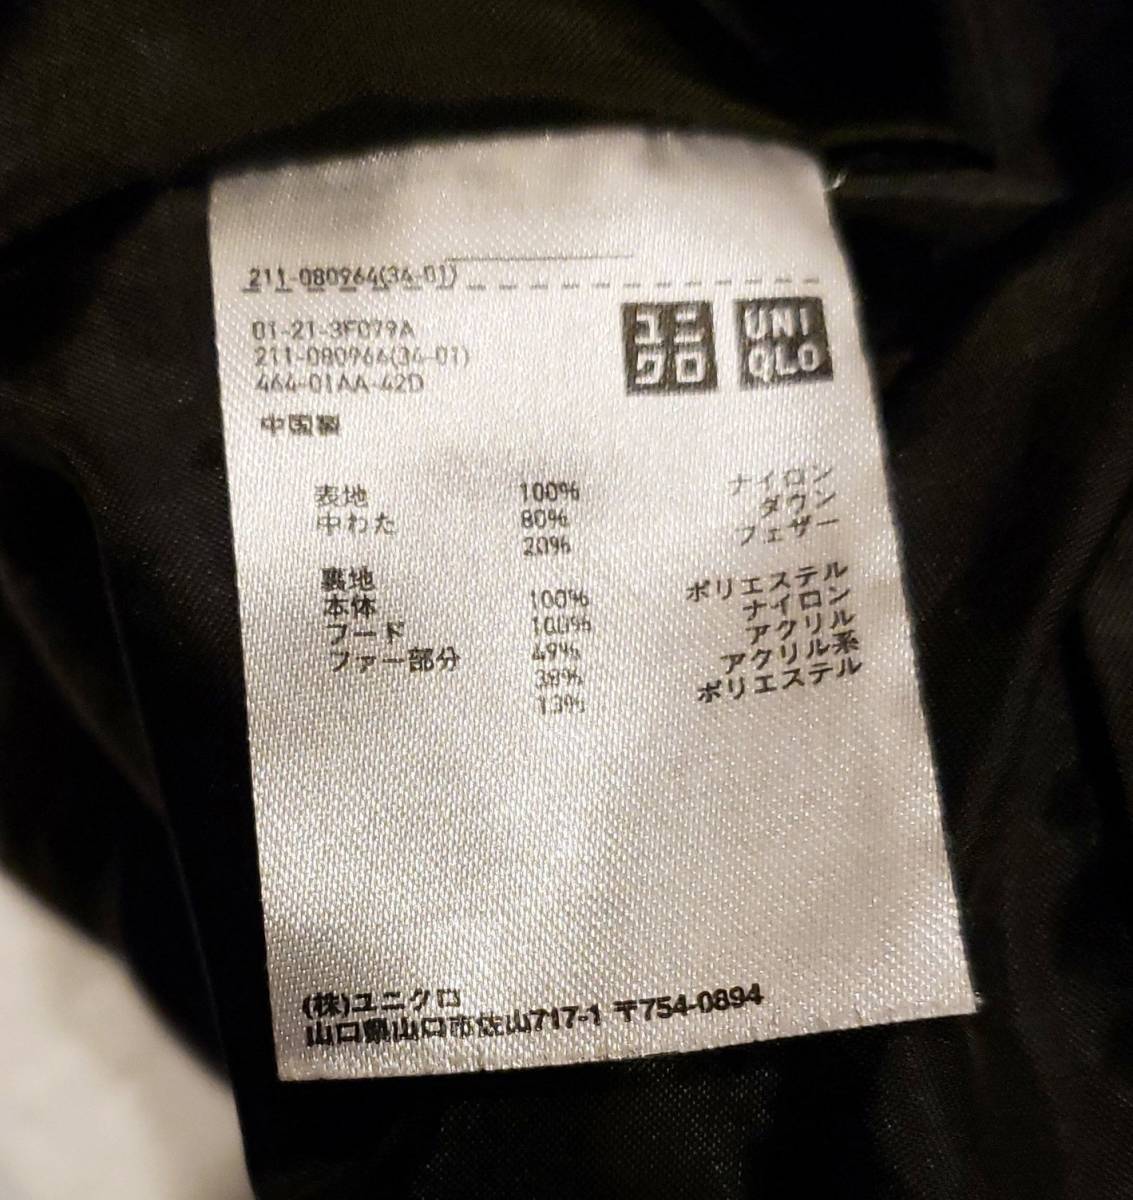 211-080964(34-01)
01-21-3F079A
211-080964(34-01)
464-01AA-42D
中国製
ユニ
クロ
UNI
QLO
表地 100% ナイロン
中わた 80% ダウン
20% フェザー
裏地
本体 100% ポリエステル
フード 100% ナイロン
ファー部分 49% アクリル
38% アクリル系
13% ポリエステル
(株)ユニクロ
山口県山口市佐山717-1 〒754-0894